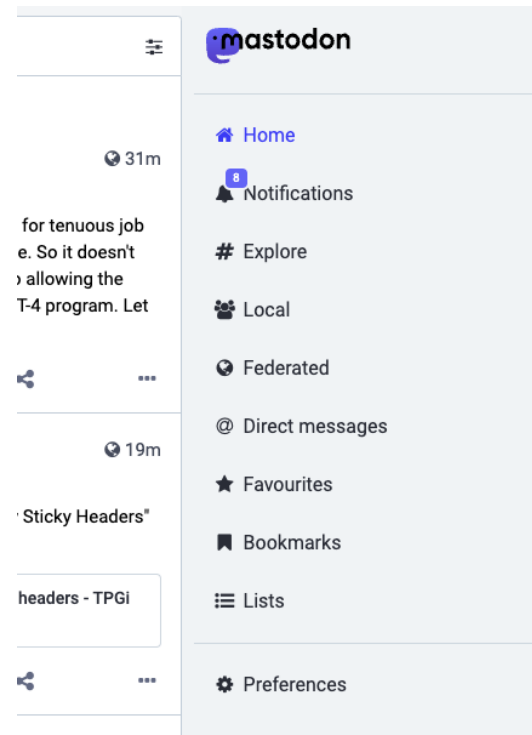 mastodon
31m
for tenuous job
e. So it doesn't
allowing the
T-4 program. Let
19m
Sticky Headers"
headers - TPGi
Home
8
Notifications
# Explore
Local
Federated
@ Direct messages
Favourites
Bookmarks
Lists
Preferences